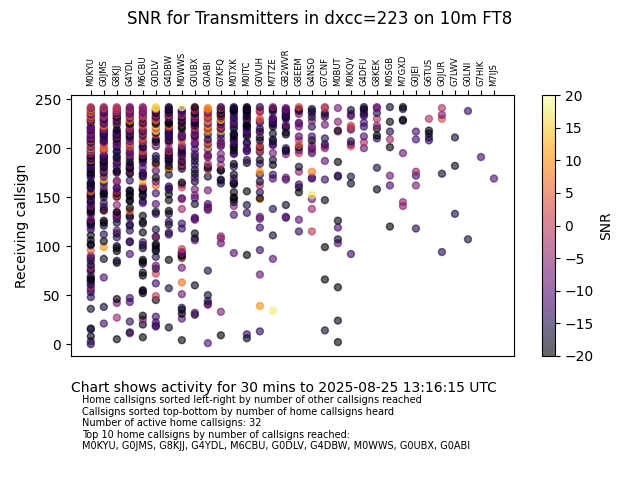 SNR for Transmitters in dxcc=223 on 10m FT8
M0KYU
G0JMS
G8KJJ
G4YDL
M6CBU
G0DLV
G4DBW
M0WWS
G0UBX
G0ABI
G7KFQ
M0TXK
M0ITC
G0VUH
M7TZE
GB2WVR
G8EEM
G4NSO
G7CNF
M0BUT
M0KQV
G4DFU
G8KEK
M0SGB
M7GXD
G0JEI
G6TUS
G0JUR
G7LWV
G0LNI
G7HIK
M7IJS
Receiving callsign
250
200
150
100
50
0
20
15
10
5
0
−5
−10
−15
−20
SNR
Chart shows activity for 30 mins to 2025-08-25 13:16:15 UTC
Home callsigns sorted left-right by number of other callsigns reached
Callsigns sorted top-bottom by number of home callsigns heard
Number of active home callsigns: 32
Top 10 home callsigns by number of callsigns reached:
M0KYU, G0JMS, G8KJJ, G4YDL, M6CBU, G0DLV, G4DBW, M0WWS, G0UBX, G0ABI